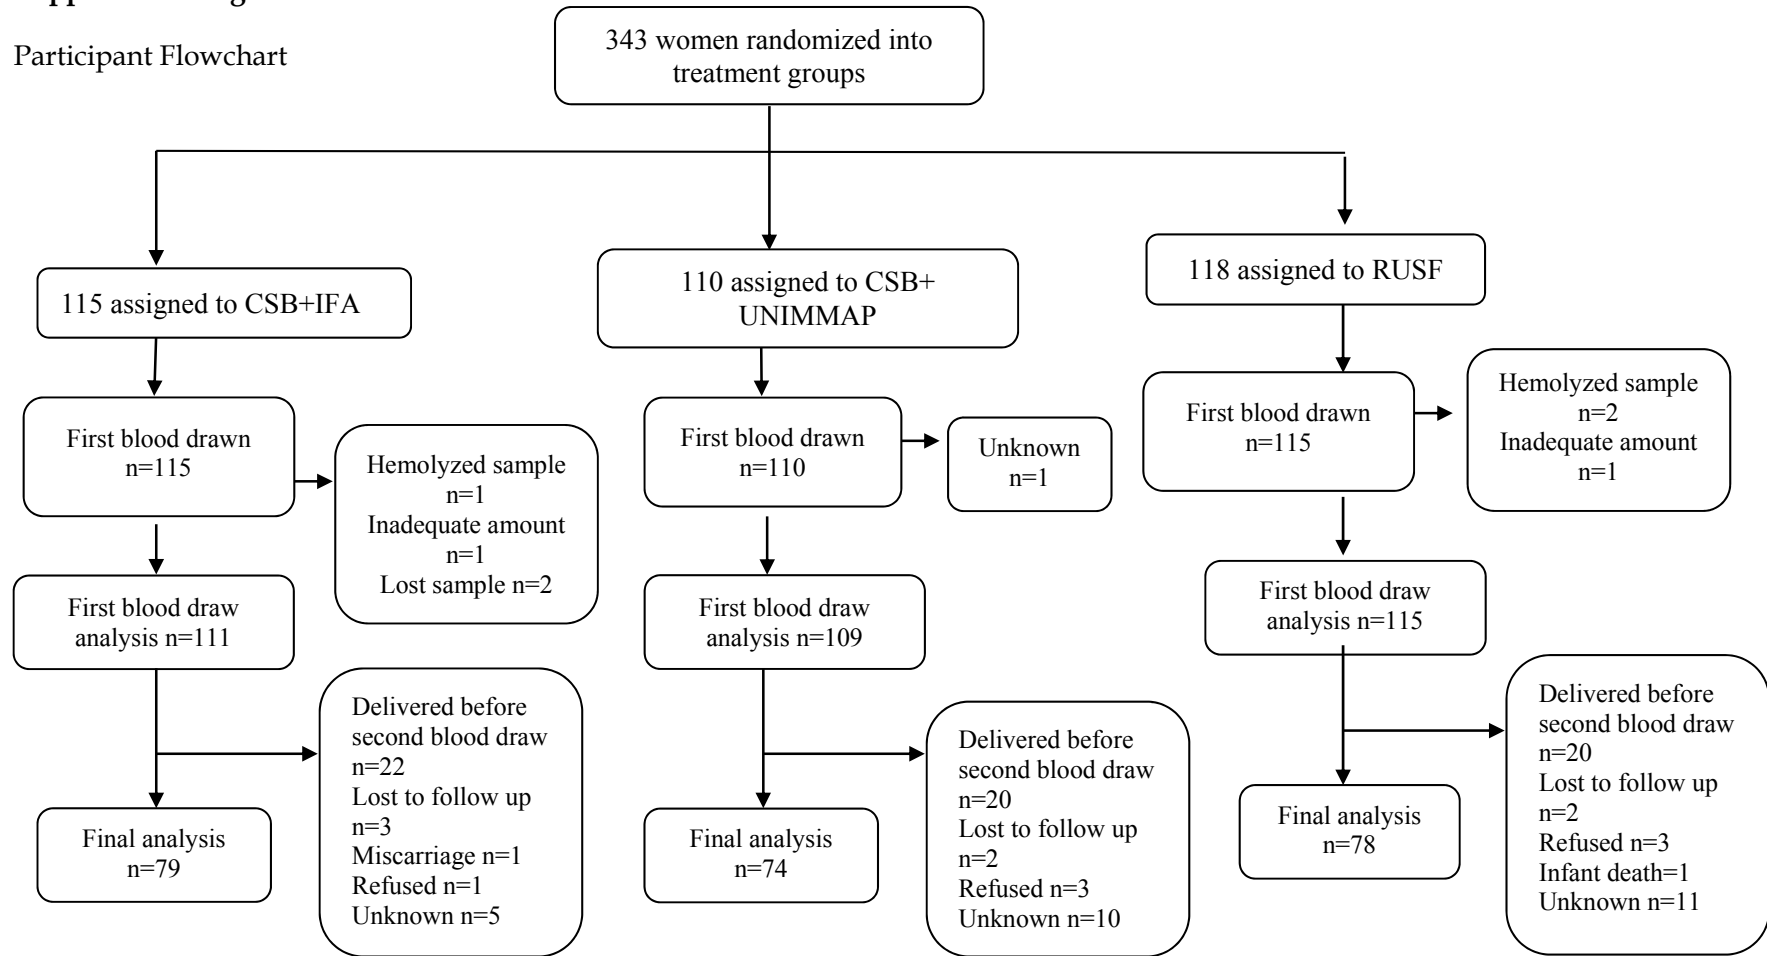 Participant Flowchart
343 women randomized into
treatment groups
115 assigned to CSB+IFA
110 assigned to CSB+
UNIMMAP
118 assigned to RUSF
First blood drawn
n=115
Hemolyzed sample
n=1
Inadequate amount
n=1
Lost sample n=2
First blood drawn
n=110
Unknown
n=1
First blood drawn
n=115
Hemolyzed sample
n=2
Inadequate amount
n=1
First blood draw
analysis n=111
First blood draw
analysis n=109
First blood draw
analysis n=115
Delivered before
second blood draw
n=22
Lost to follow up
n=3
Miscarriage n=1
Refused n=1
Unknown n=5
Delivered before
second blood draw
n=20
Lost to follow up
n=2
Refused n=3
Unknown n=10
Delivered before
second blood draw
n=20
Lost to follow up
n=2
Refused n=3
Infant death=1
Unknown n=11
Final analysis
n=79
Final analysis
n=74
Final analysis
n=78